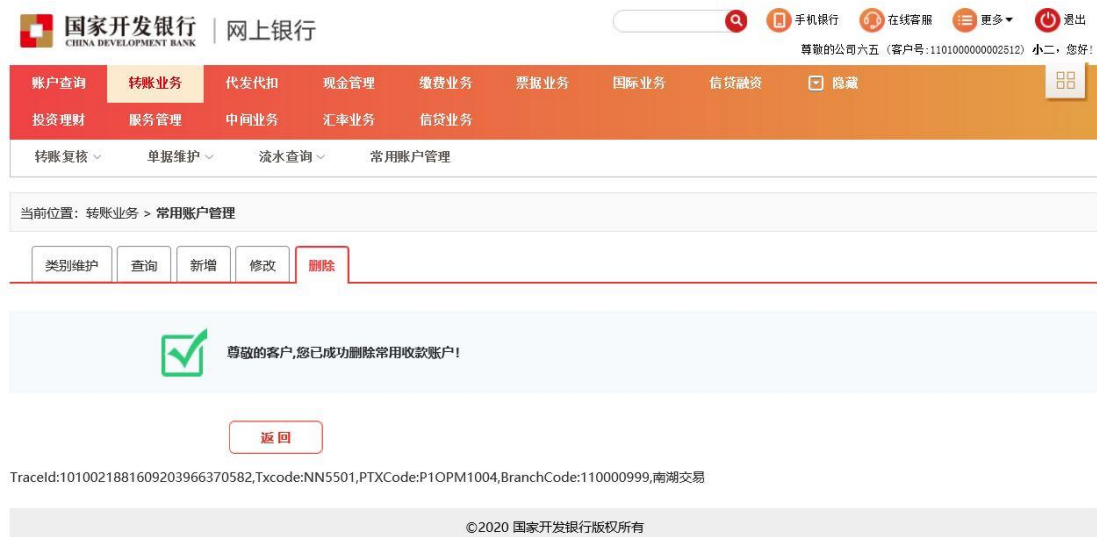 国家开发银行 网上银行
CHINA DEVELOPMENT BANK
手机银行 在线客服 更多 退出
尊敬的公司六五 (客户号:1101000000002512) 小二, 您好!
账户查询 转账业务 代发代扣 现金管理 缴费业务 票据业务 国际业务 信贷融资 隐藏
投资理财 服务管理 中间业务 汇率业务 信贷业务
转账复核 单据维护 流水查询 常用账户管理
当前位置: 转账业务 > 常用账户管理
类别维护 查询 新增 修改 删除
尊敬的客户,您已成功删除常用收款账户!
返回
TraceId:1010021881609203966370582,Txcode:NN5501,PTXCode:P1OPM1004,BranchCode:110000999,南湖交易
©2020 国家开发银行版权所有